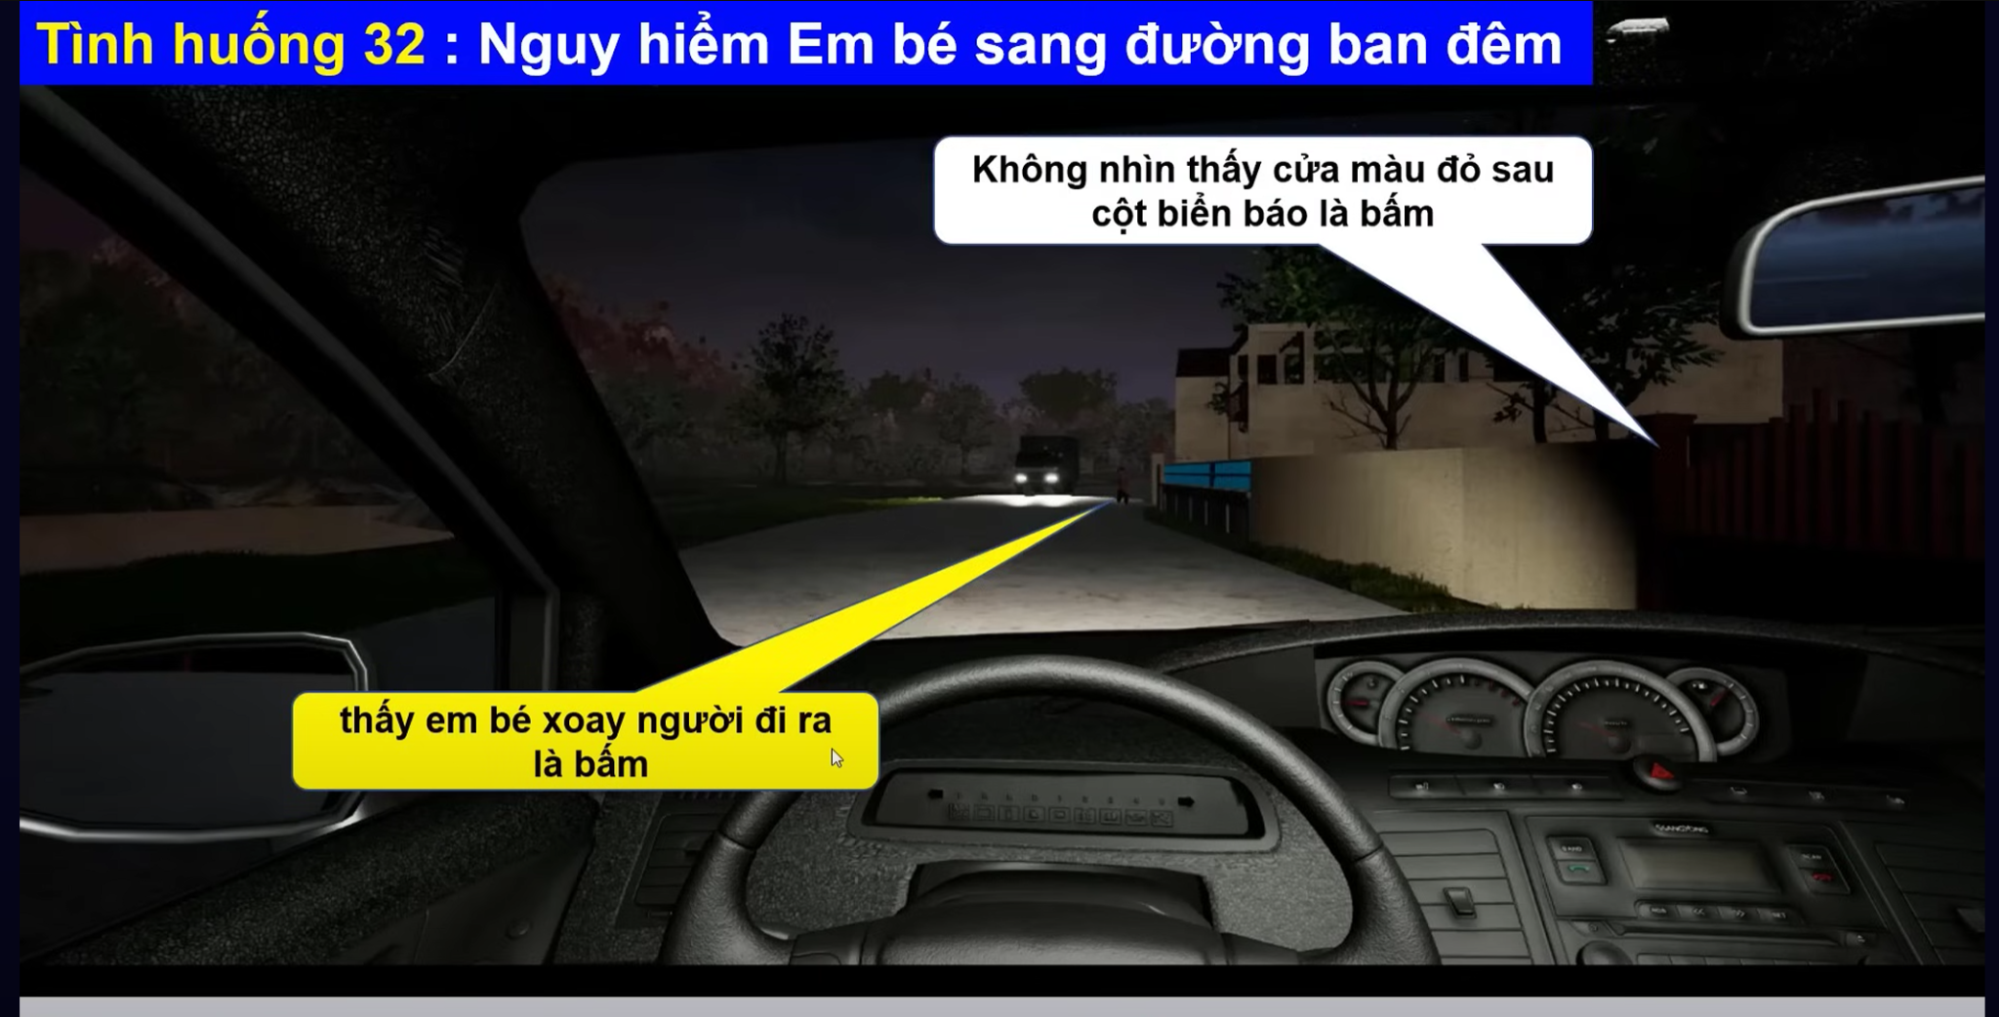 Tình huống 32 : Nguy hiểm Em bé sang đường ban đêm
Không nhìn thấy cửa màu đỏ sau
cột biển báo là bấm
thấy em bé xoay người đi ra
là bấm